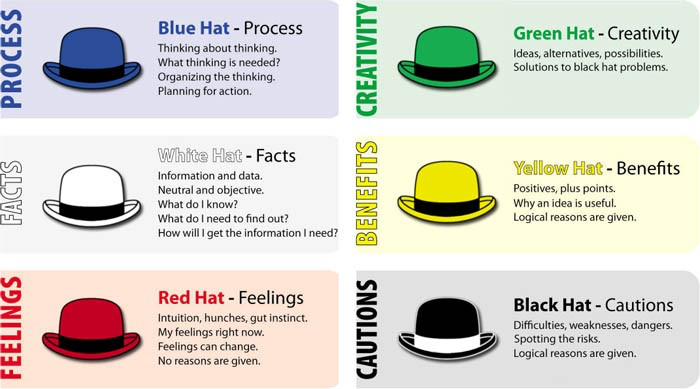 PROCESS
Blue Hat - Process
Thinking about thinking.
What thinking is needed?
Organizing the thinking.
Planning for action.
CREATIVITY
Green Hat - Creativity
Ideas, alternatives, possibilities.
Solutions to black hat problems.
FACTS
White Hat - Facts
Information and data.
Neutral and objective.
What do I know?
What do I need to find out?
How will I get the information I need?
BENEFITS
Yellow Hat - Benefits
Positives, plus points.
Why an idea is useful.
Logical reasons are given.
FEELINGS
Red Hat - Feelings
Intuition, hunches, gut instinct.
My feelings right now.
Feelings can change.
No reasons are given.
CAUTIONS
Black Hat - Cautions
Difficulties, weaknesses, dangers.
Spotting the risks.
Logical reasons are given.